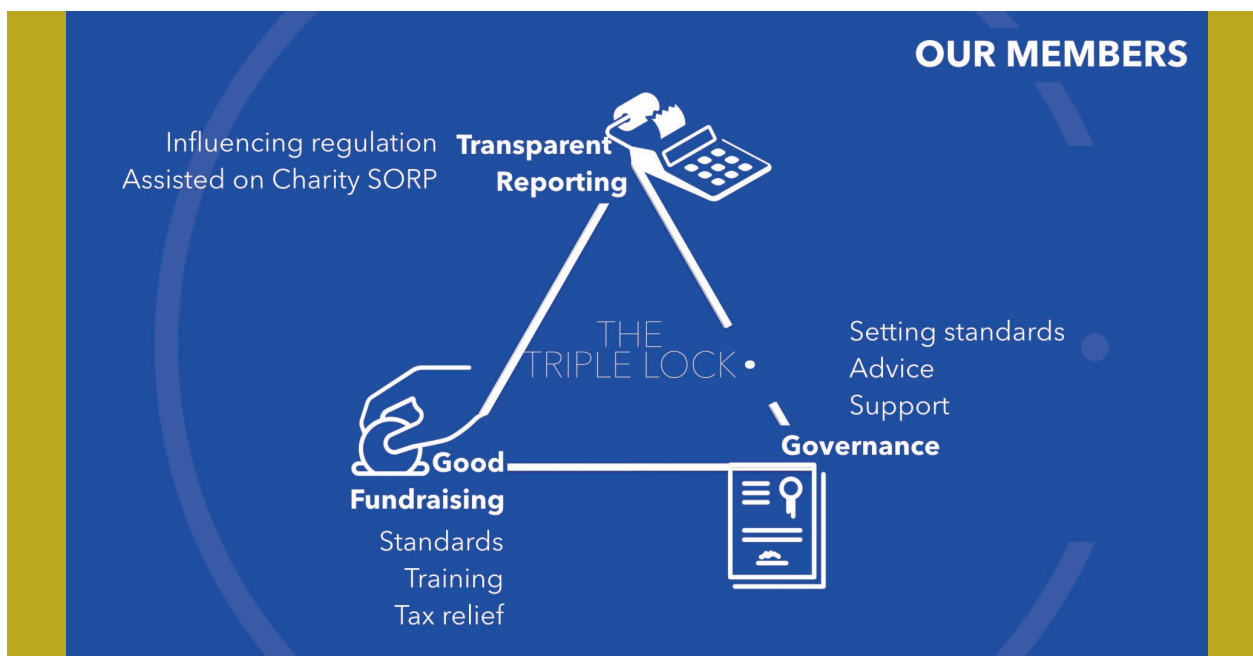 OUR MEMBERS
Influencing regulation
Assisted on Charity SORP
Transparent
Reporting
THE
TRIPLE LOCK
Setting standards
Advice
Support
Governance
Good
Fundraising
Standards
Training
Tax relief